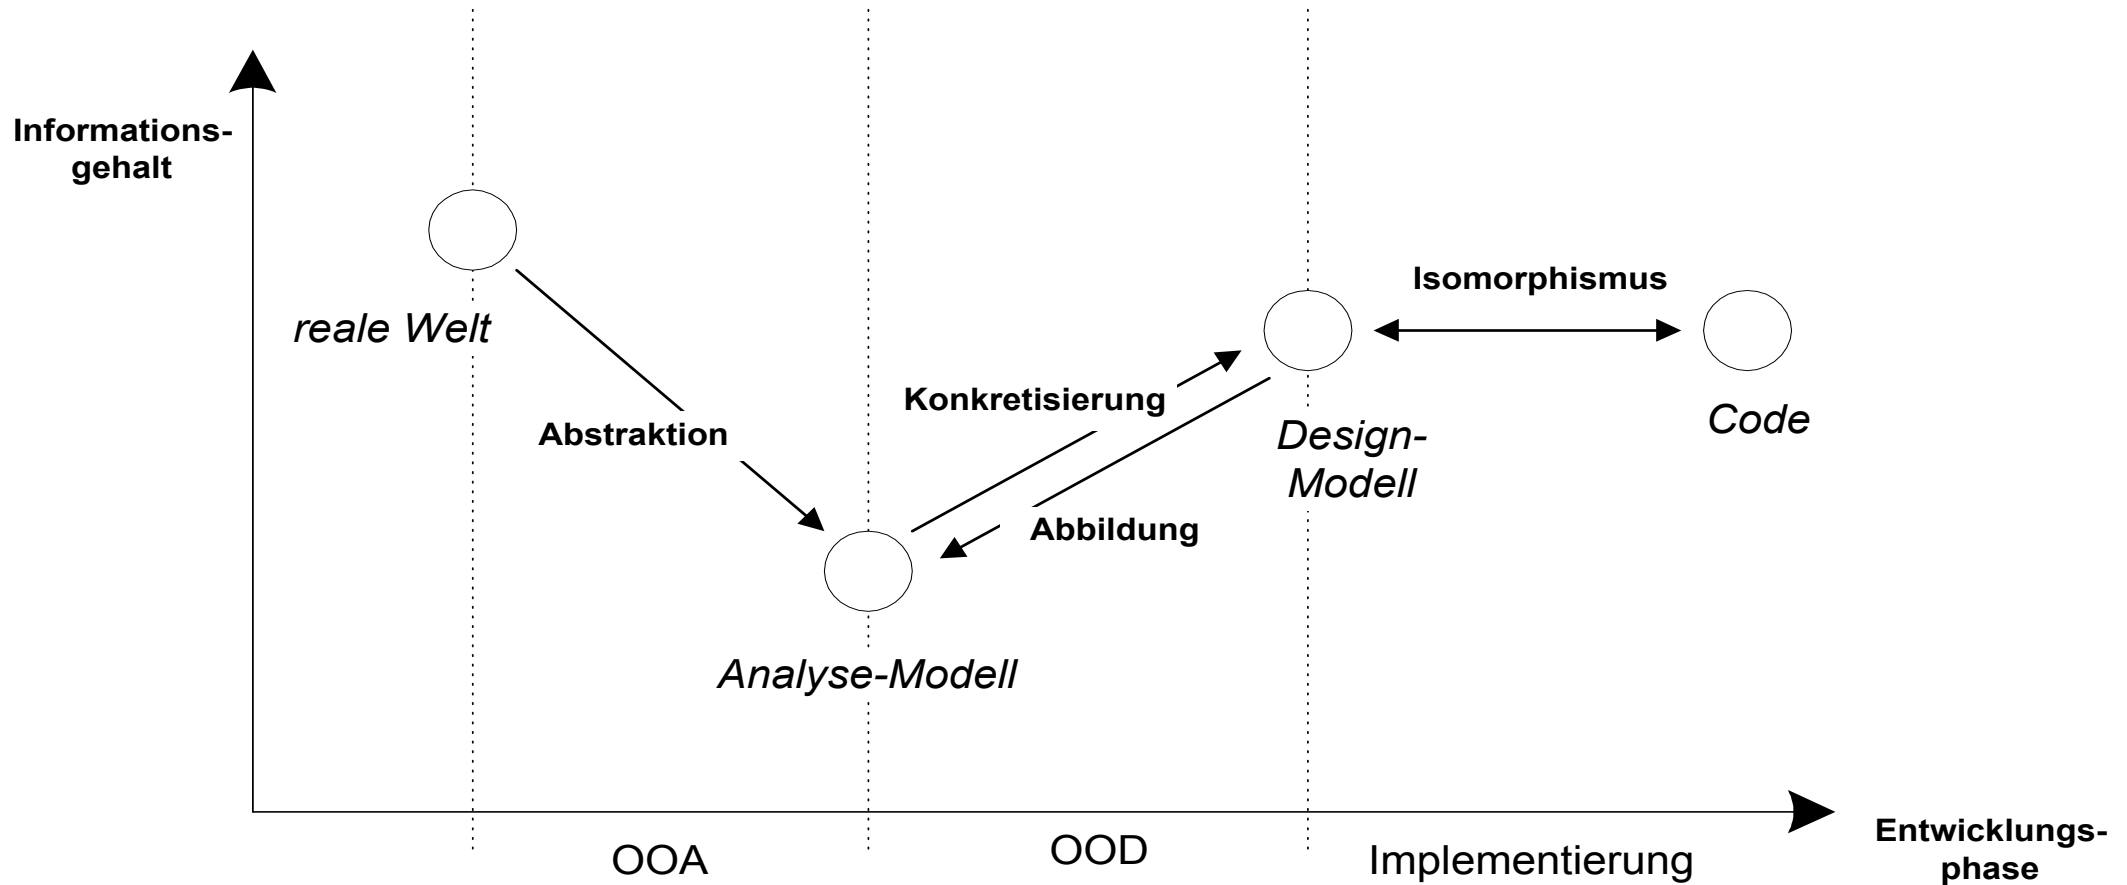 Informations-
gehalt
reale Welt
Abstraktion
Analyse-Modell
Konkretisierung
Abbildung
Design-
Modell
Isomorphismus
Code
OOA
OOD
Implementierung
Entwicklungs-
phase